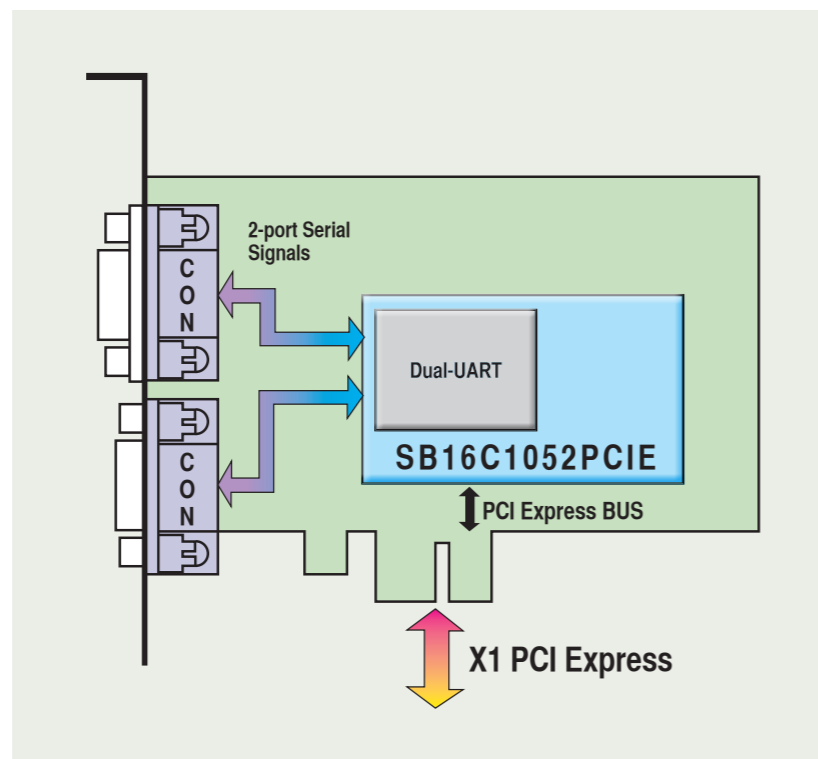 2-port Serial
Signals
C
O
N
Dual-UART
SB16C1052PCIE
C
O
N
PCI Express BUS
X1 PCI Express